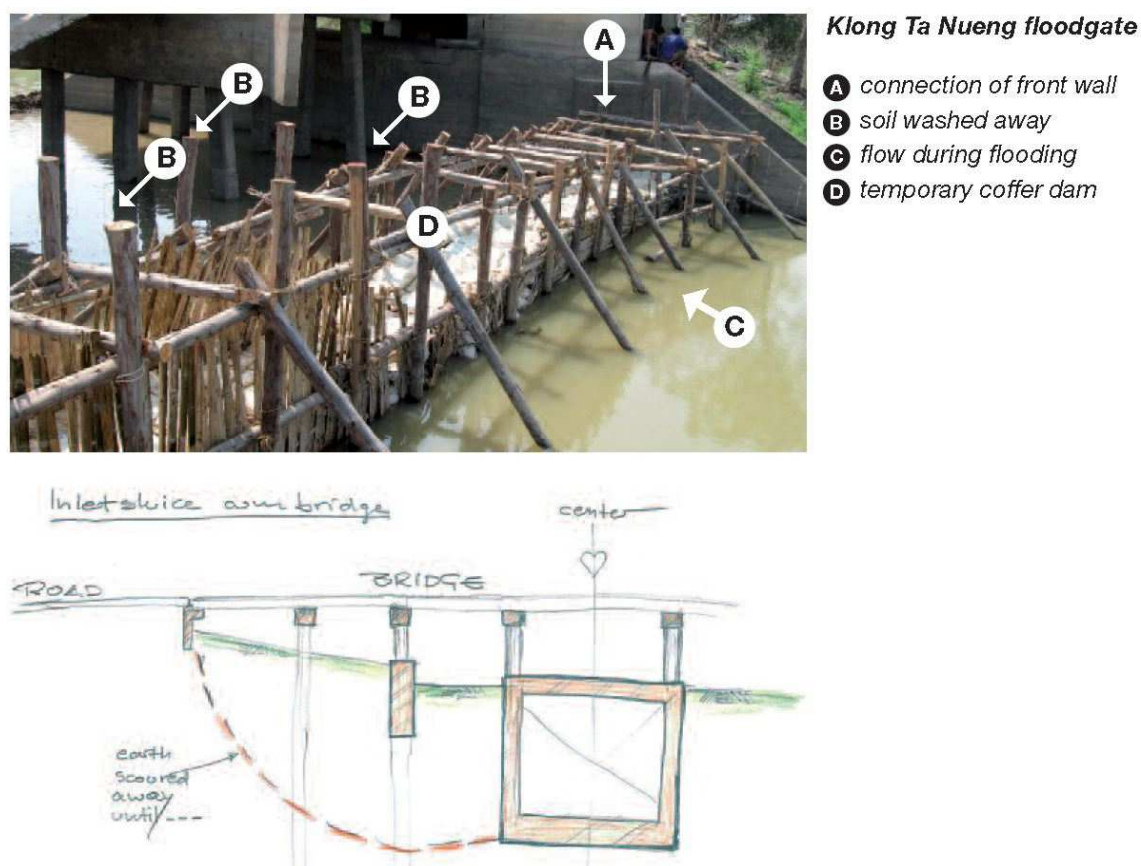 Klong Ta Nueng floodgate
A connection of front wall
B soil washed away
C flow during flooding
D temporary coffer dam
A
B
B
B
D
C
Inletsluice annex bridge
center
ROAD
BRIDGE
earth
scoured
away
until ---